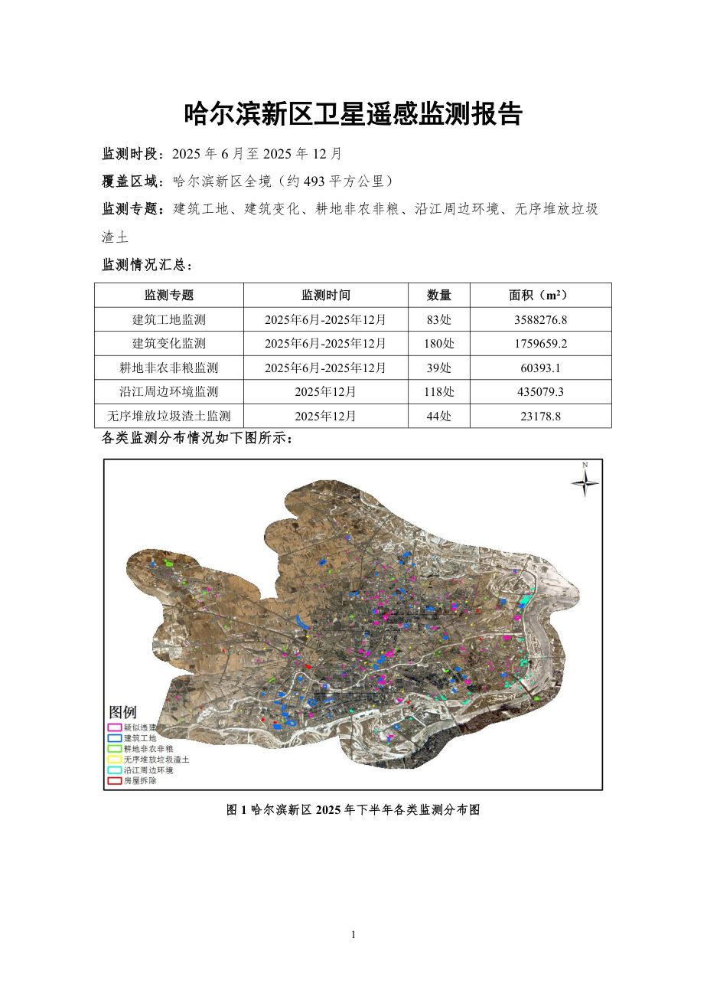 哈尔滨新区卫星遥感监测报告
监测时段：2025 年 6 月至 2025 年 12 月
覆盖区域：哈尔滨新区全境（约 493 平方公里）
监测专题：建筑工地、建筑变化、耕地非农非粮、沿江周边环境、无序堆放垃圾
渣土
监测情况汇总：
监测专题 监测时间 数量 面积（m²）
建筑工地监测 2025年6月-2025年12月 83处 3588276.8
建筑变化监测 2025年6月-2025年12月 180处 1759659.2
耕地非农非粮监测 2025年6月-2025年12月 39处 60393.1
沿江周边环境监测 2025年12月 118处 435079.3
无序堆放垃圾渣土监测 2025年12月 44处 23178.8
各类监测分布情况如下图所示：
N
图例
疑似违建
建筑工地
耕地非农非粮
无序堆放垃圾渣土
沿江周边环境
房屋拆除
图 1 哈尔滨新区 2025 年下半年各类监测分布图
1